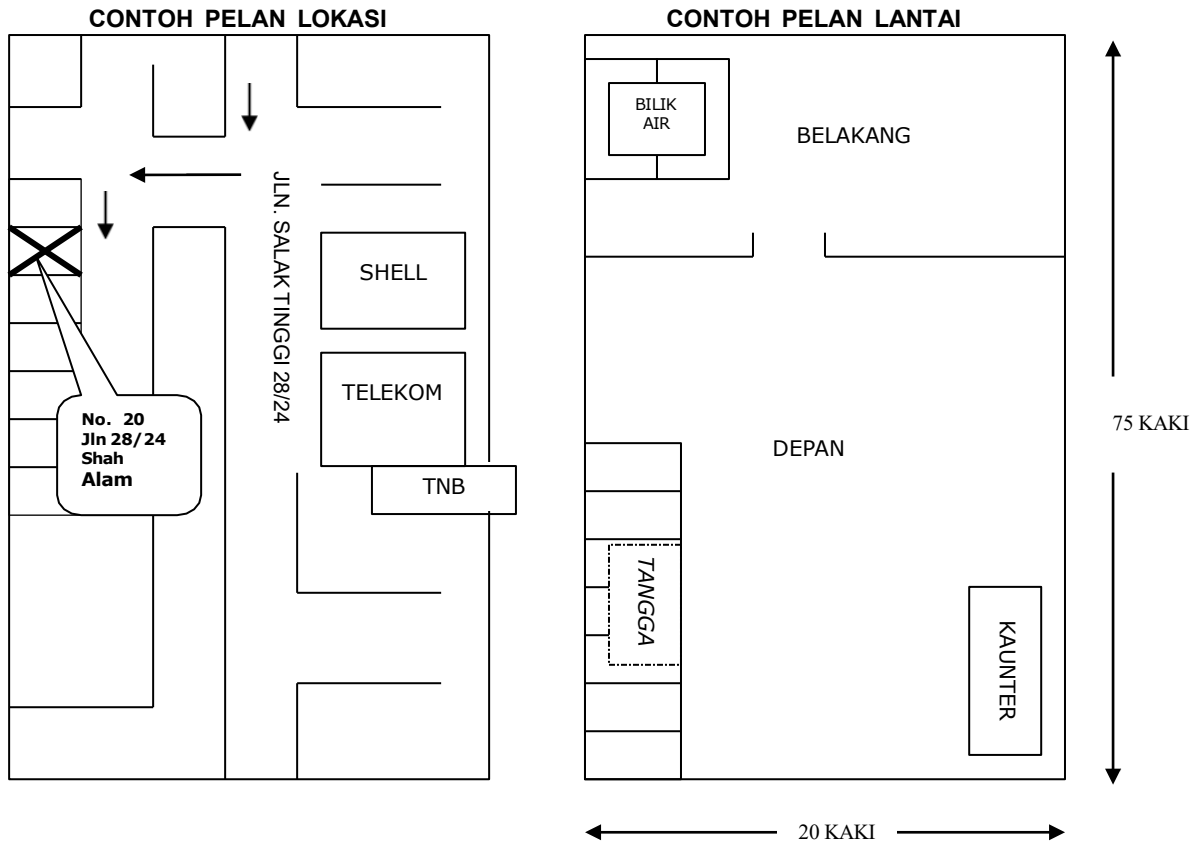 CONTOH PELAN LOKASI
JLN. SALAK TINGGI 28/24
SHELL
TELEKOM
TNB
No. 20
Jln 28/24
Shah
Alam
CONTOH PELAN LANTAI
BILIK
AIR
BELAKANG
DEPAN
TANGGA
KAUNTER
75 KAKI
20 KAKI